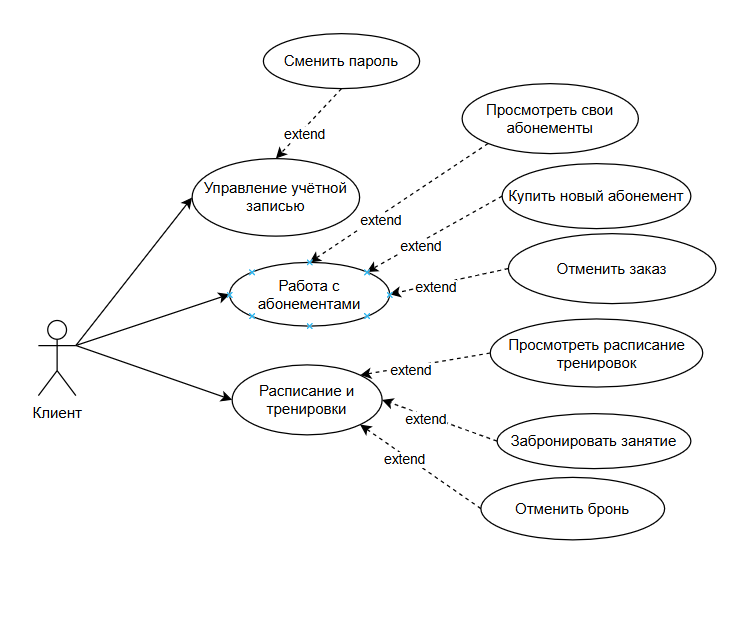 Сменить пароль
extend
Просмотреть свои
абонементы
Управление учётной
записью
extend
Купить новый абонемент
extend
Работа с
абонементами
extend
Отменить заказ
Клиент
Расписание и
тренировки
extend
Просмотреть расписание
тренировок
extend
Забронировать занятие
extend
Отменить бронь